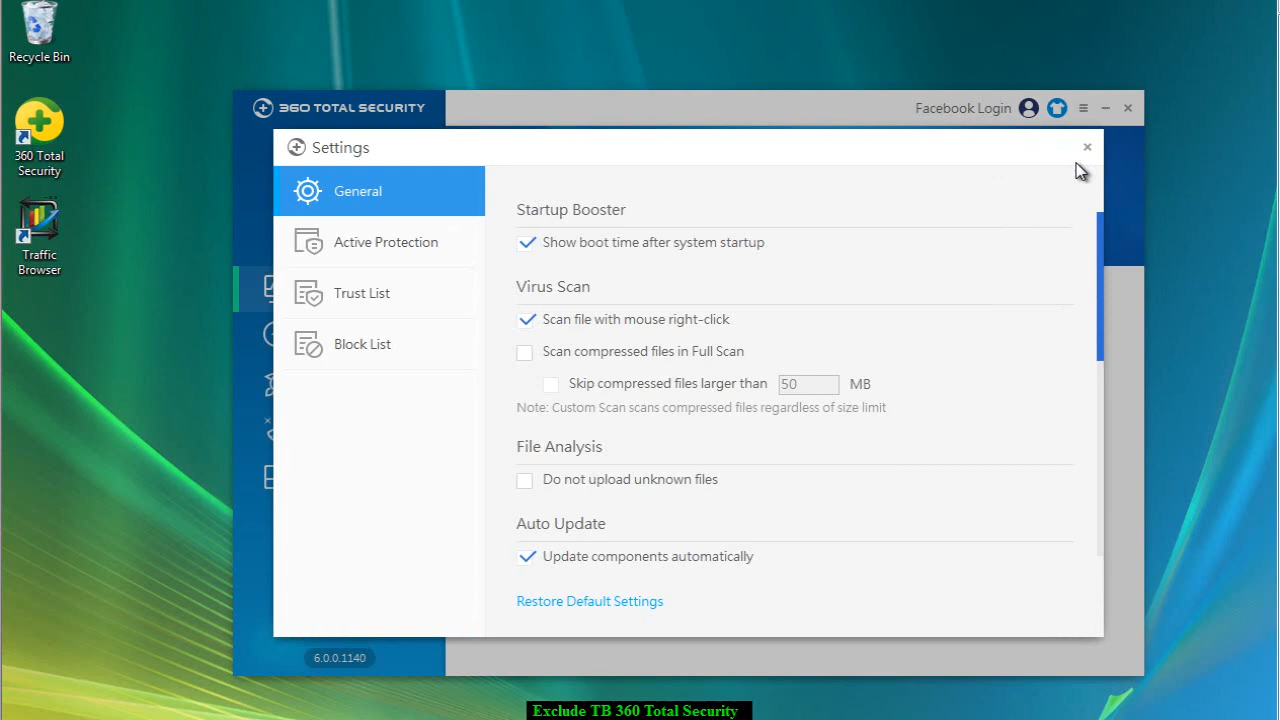 Recycle Bin
360 Total
Security
Traffic
Browser
360 TOTAL SECURITY
Facebook Login
Settings
General
Active Protection
Trust List
Block List
Startup Booster
Show boot time after system startup
Virus Scan
Scan file with mouse right-click
Scan compressed files in Full Scan
Skip compressed files larger than 50 MB
Note: Custom Scan scans compressed files regardless of size limit
File Analysis
Do not upload unknown files
Auto Update
Update components automatically
Restore Default Settings
6.0.0.1140
Exclude TB 360 Total Security